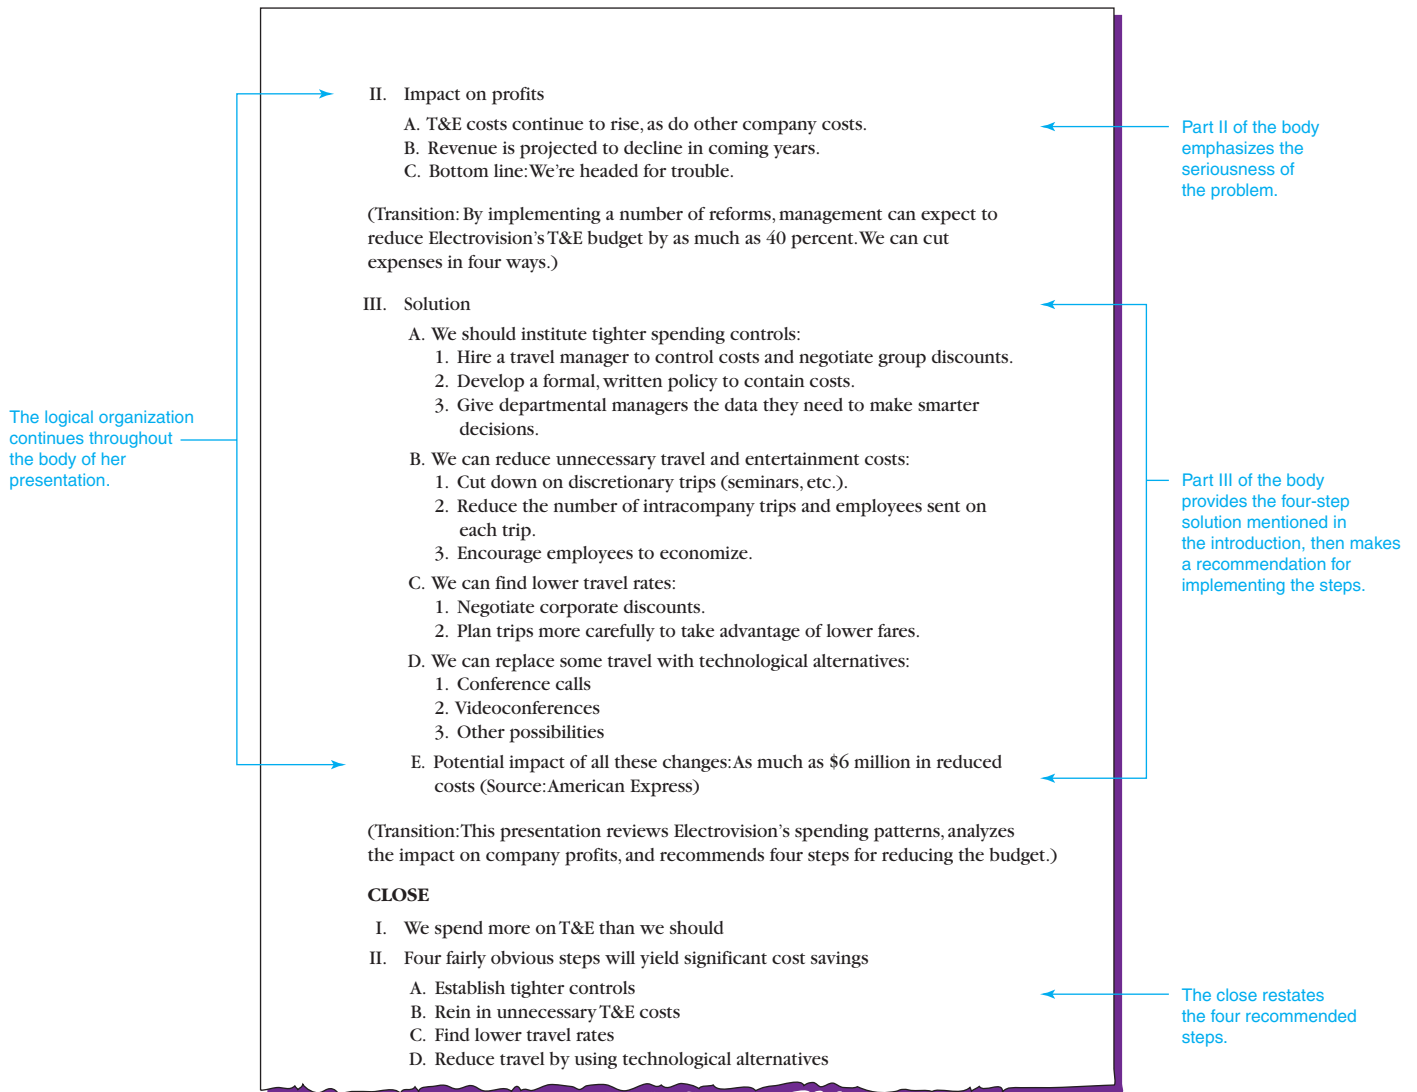 II. Impact on profits
A. T&E costs continue to rise, as do other company costs.
B. Revenue is projected to decline in coming years.
C. Bottom line: We're headed for trouble.
(Transition: By implementing a number of reforms, management can expect to
reduce Electrovision's T&E budget by as much as 40 percent. We can cut
expenses in four ways.)
III. Solution
A. We should institute tighter spending controls:
1. Hire a travel manager to control costs and negotiate group discounts.
2. Develop a formal, written policy to contain costs.
3. Give departmental managers the data they need to make smarter
decisions.
B. We can reduce unnecessary travel and entertainment costs:
1. Cut down on discretionary trips (seminars, etc.).
2. Reduce the number of intracompany trips and employees sent on
each trip.
3. Encourage employees to economize.
C. We can find lower travel rates:
1. Negotiate corporate discounts.
2. Plan trips more carefully to take advantage of lower fares.
D. We can replace some travel with technological alternatives:
1. Conference calls
2. Videoconferences
3. Other possibilities
E. Potential impact of all these changes: As much as $6 million in reduced
costs (Source: American Express)
(Transition: This presentation reviews Electrovision's spending patterns, analyzes
the impact on company profits, and recommends four steps for reducing the budget.)
CLOSE
I. We spend more on T&E than we should
II. Four fairly obvious steps will yield significant cost savings
A. Establish tighter controls
B. Rein in unnecessary T&E costs
C. Find lower travel rates
D. Reduce travel by using technological alternatives
The logical organization
continues throughout
the body of her
presentation.
Part II of the body
emphasizes the
seriousness of
the problem.
Part III of the body
provides the four-step
solution mentioned in
the introduction, then makes
a recommendation for
implementing the steps.
The close restates
the four recommended
steps.